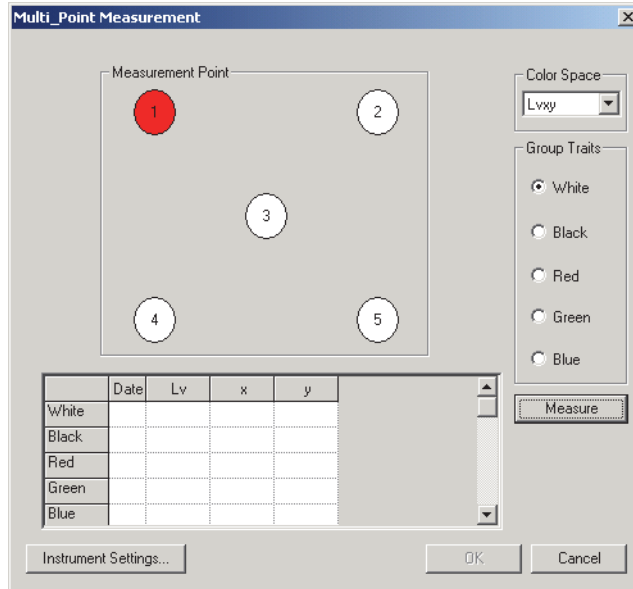 Multi_Point Measurement
Measurement Point
1
2
3
4
5
Color Space
Lvxy
Group Traits
White
Black
Red
Green
Blue
Measure
Date Lv x y
White
Black
Red
Green
Blue
Instrument Settings...
OK
Cancel